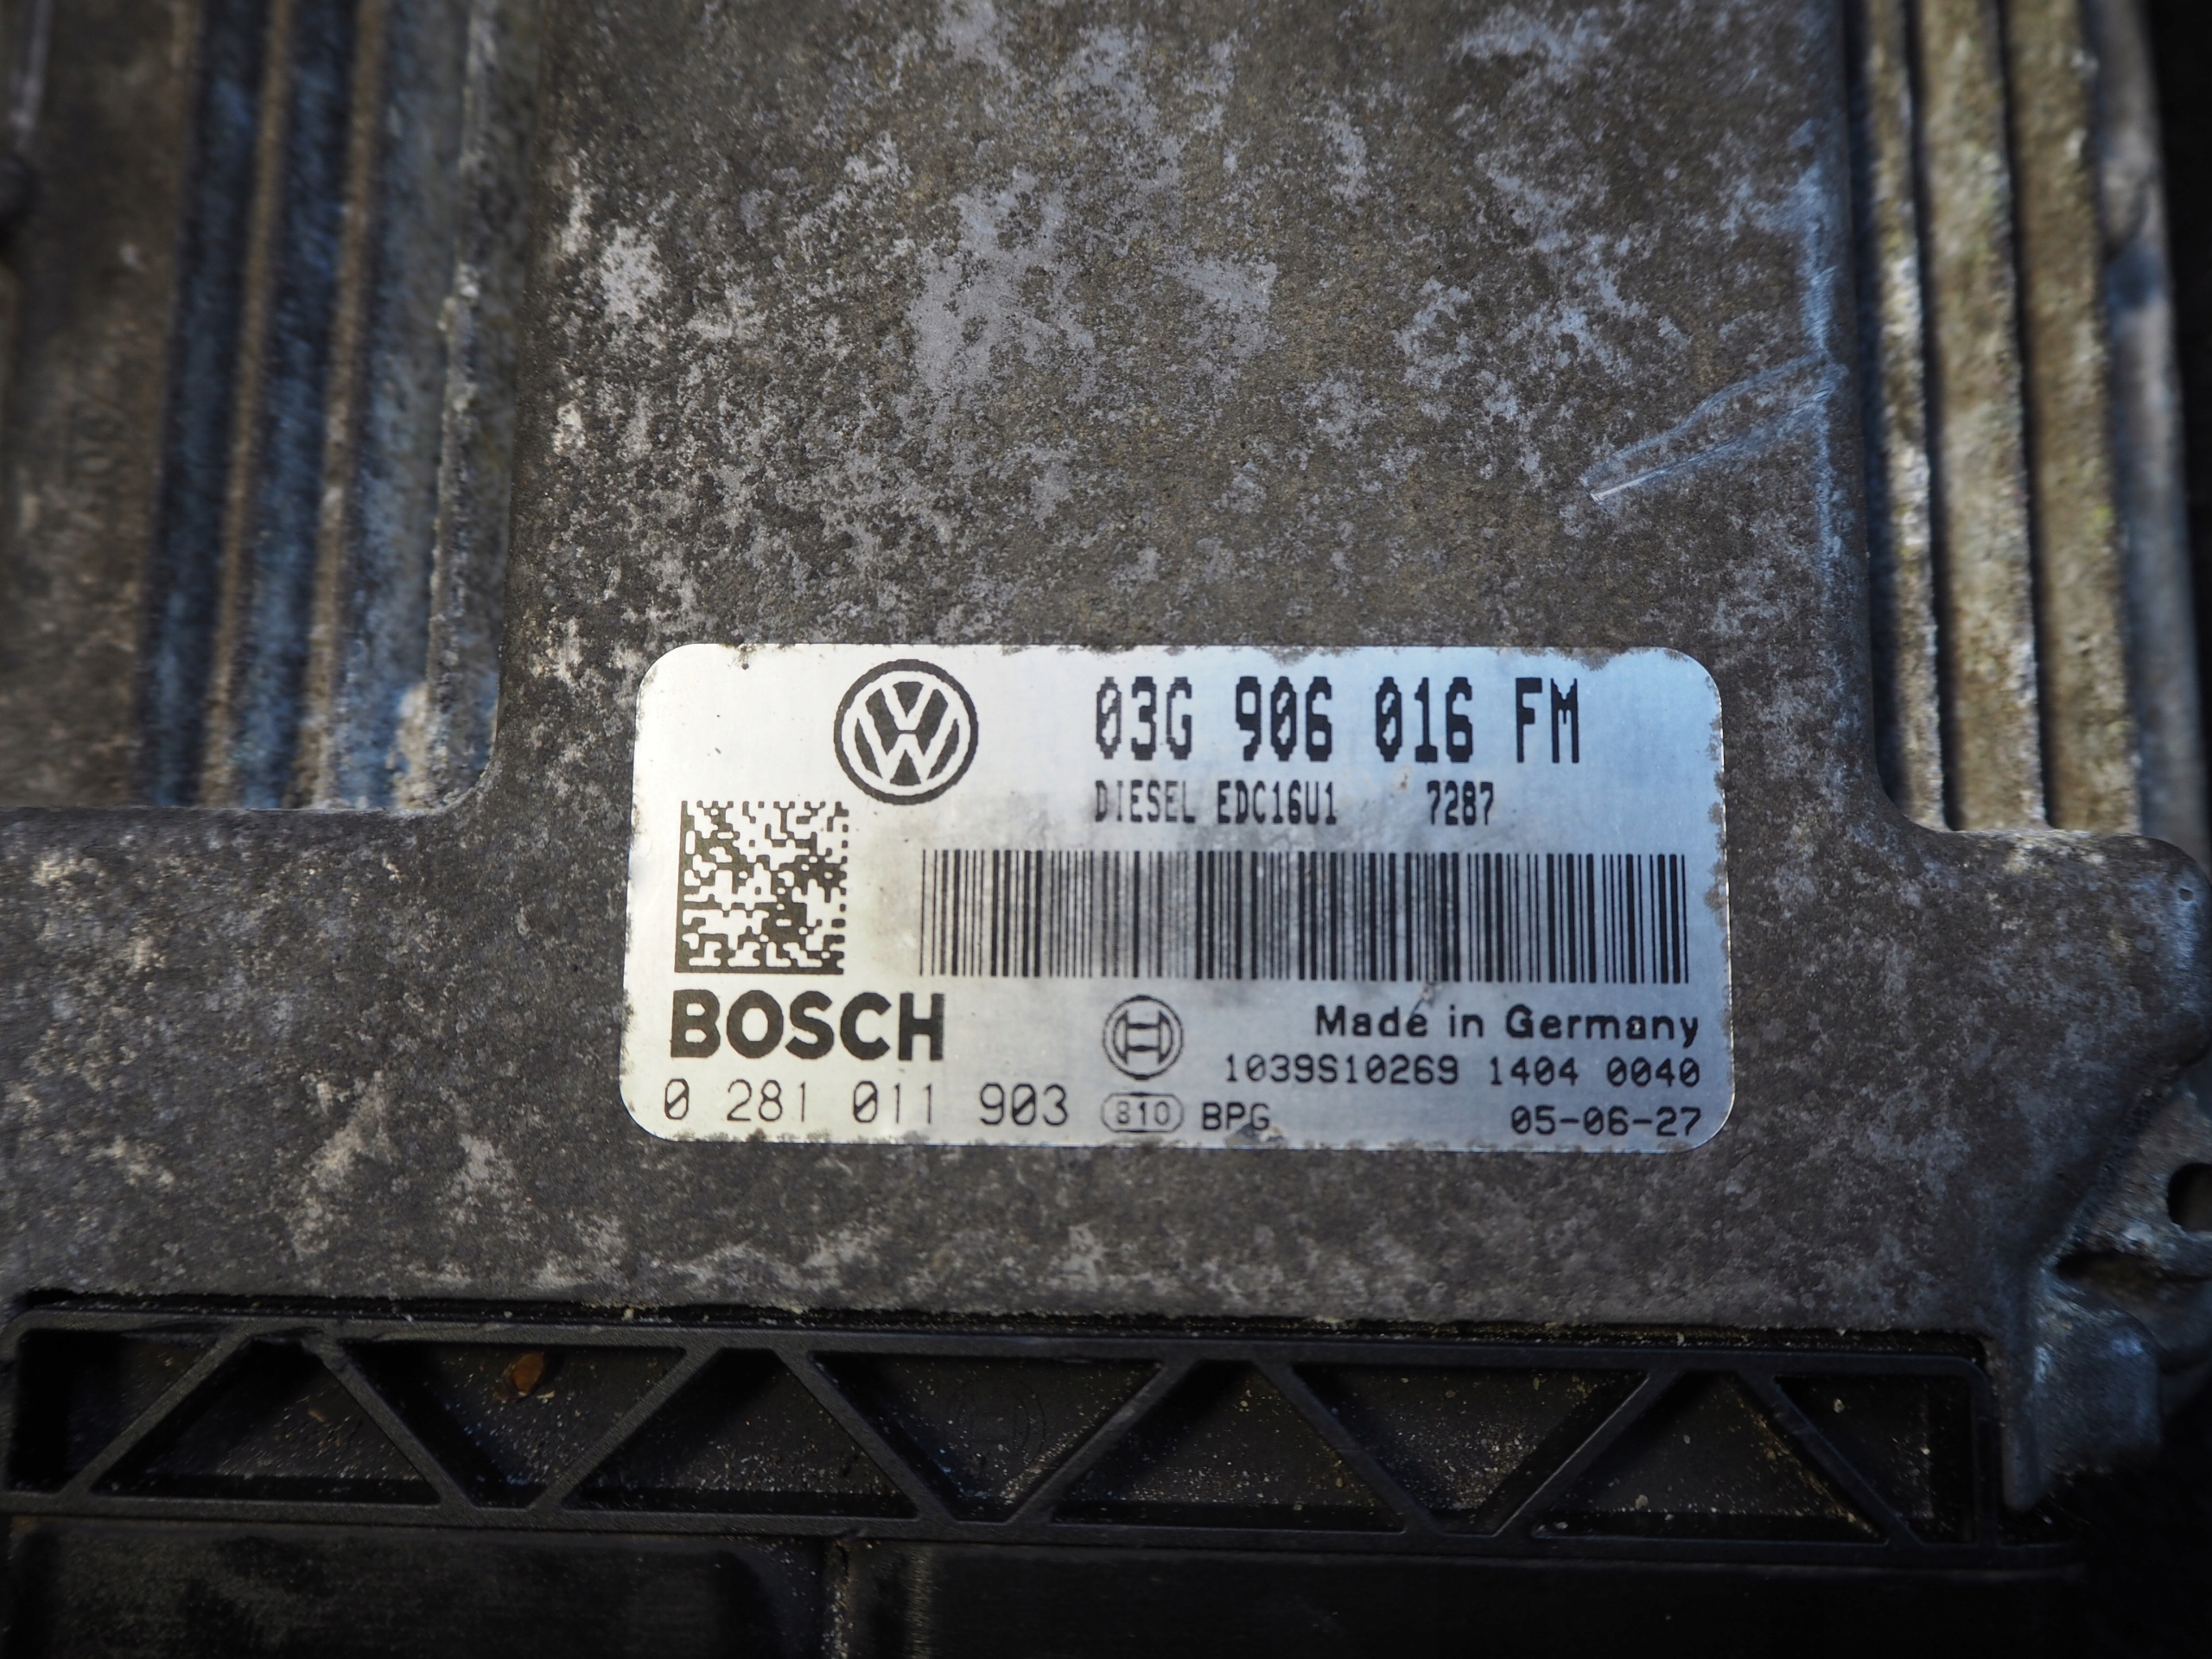 03G 906 016 FM
DIESEL EDC16U1 7287
BOSCH
Made in Germany
1039S10269 1404 0040
0 281 011 903 BPG 05-06-27